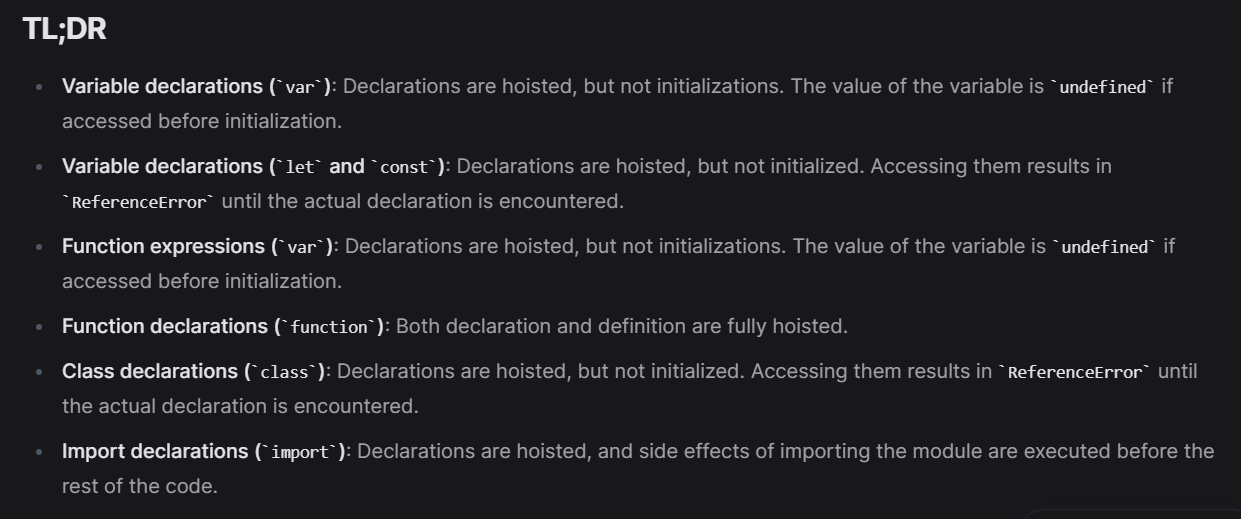 TL;DR
• Variable declarations (`var`): Declarations are hoisted, but not initializations. The value of the variable is `undefined` if
accessed before initialization.
• Variable declarations (`let` and `const`): Declarations are hoisted, but not initialized. Accessing them results in
`ReferenceError` until the actual declaration is encountered.
• Function expressions (`var`): Declarations are hoisted, but not initializations. The value of the variable is `undefined` if
accessed before initialization.
• Function declarations (`function`): Both declaration and definition are fully hoisted.
• Class declarations (`class`): Declarations are hoisted, but not initialized. Accessing them results in `ReferenceError` until
the actual declaration is encountered.
• Import declarations (`import`): Declarations are hoisted, and side effects of importing the module are executed before the
rest of the code.